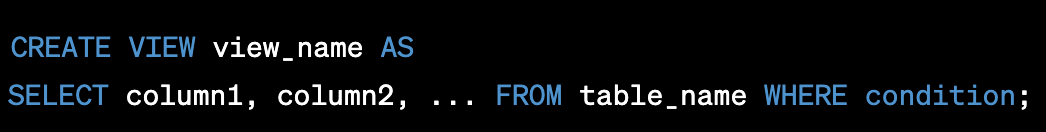 CREATE VIEW view_name AS
SELECT column1, column2, ... FROM table_name WHERE condition;